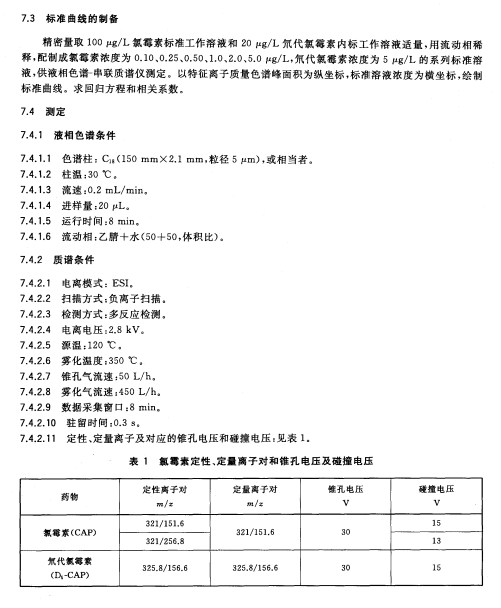 7.3 标准曲线的制备
精密量取 100 μg/L 氯霉素标准工作溶液和 20 μg/L 氘代氯霉素内标工作溶液适量,用流动相稀
释,配制成氯霉素浓度为 0.10、0.25、0.50、1.0、2.0、5.0 μg/L,氘代氯霉素浓度为 5 μg/L 的系列标准溶
液,供液相色谱-串联质谱仪测定。以特征离子质量色谱峰面积为纵坐标,标准溶液浓度为横坐标,绘制
标准曲线。求回归方程和相关系数。
7.4 测定
7.4.1 液相色谱条件
7.4.1.1 色谱柱:C₁₈(150 mm×2.1 mm,粒径 5 μm),或相当者。
7.4.1.2 柱温:30 ℃。
7.4.1.3 流速:0.2 mL/min。
7.4.1.4 进样量:20 μL。
7.4.1.5 运行时间:8 min。
7.4.1.6 流动相:乙腈+水(50+50,体积比)。
7.4.2 质谱条件
7.4.2.1 电离模式:ESI。
7.4.2.2 扫描方式:负离子扫描。
7.4.2.3 检测方式:多反应检测。
7.4.2.4 电离电压:2.8 kV。
7.4.2.5 源温:120 ℃。
7.4.2.6 雾化温度:350 ℃。
7.4.2.7 锥孔气流速:50 L/h。
7.4.2.8 雾化气流速:450 L/h。
7.4.2.9 数据采集窗口:8 min。
7.4.2.10 驻留时间:0.3 s。
7.4.2.11 定性、定量离子及对应的锥孔电压和碰撞电压:见表 1。
表 1 氯霉素定性、定量离子对和锥孔电压及碰撞电压
药物 定性离子对 m/z 定量离子对 m/z 锥孔电压 V 碰撞电压 V
氯霉素(CAP) 321/151.6 321/151.6 30 15
321/256.8 13
氘代氯霉素 (D₅-CAP) 325.8/156.6 325.8/156.6 30 15